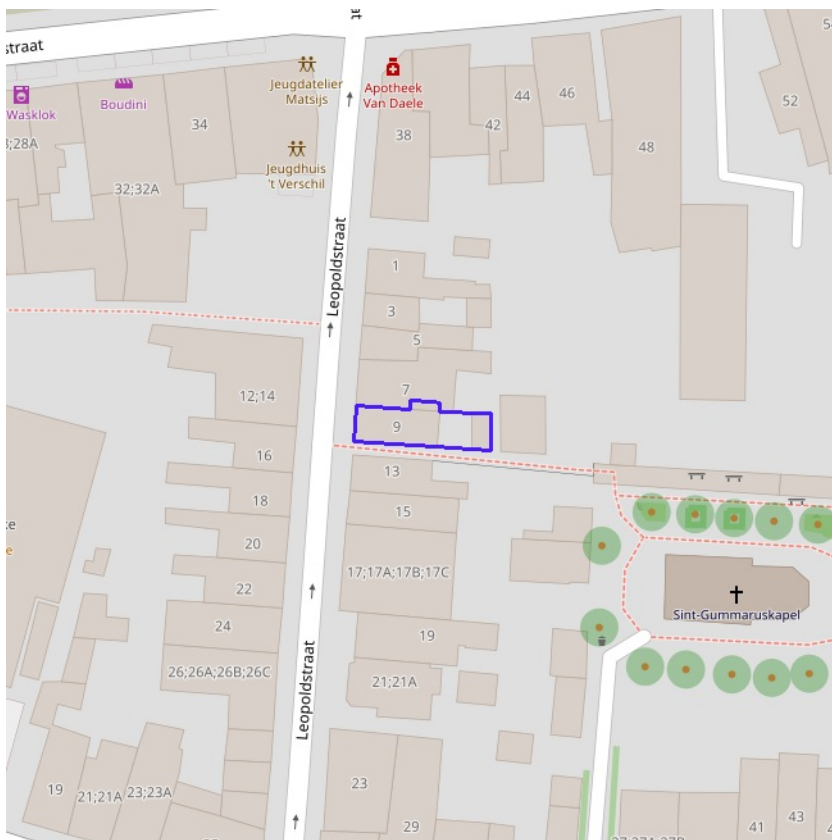 straat
Wasklok
Boudini
Jeugdatelier
Matsijs
Apotheek
Van Daele
34
38
42
44
46
48
52
;28A
32;32A
Jeugdhuis
't Verschil
Leopoldstraat
1
3
5
7
9
12;14
16
18
20
22
24
26;26A;26B;26C
13
15
17;17A;17B;17C
19
21;21A
Sint-Gummaruskapel
Leopoldstraat
19
21;21A
23;23A
23
29
41
43